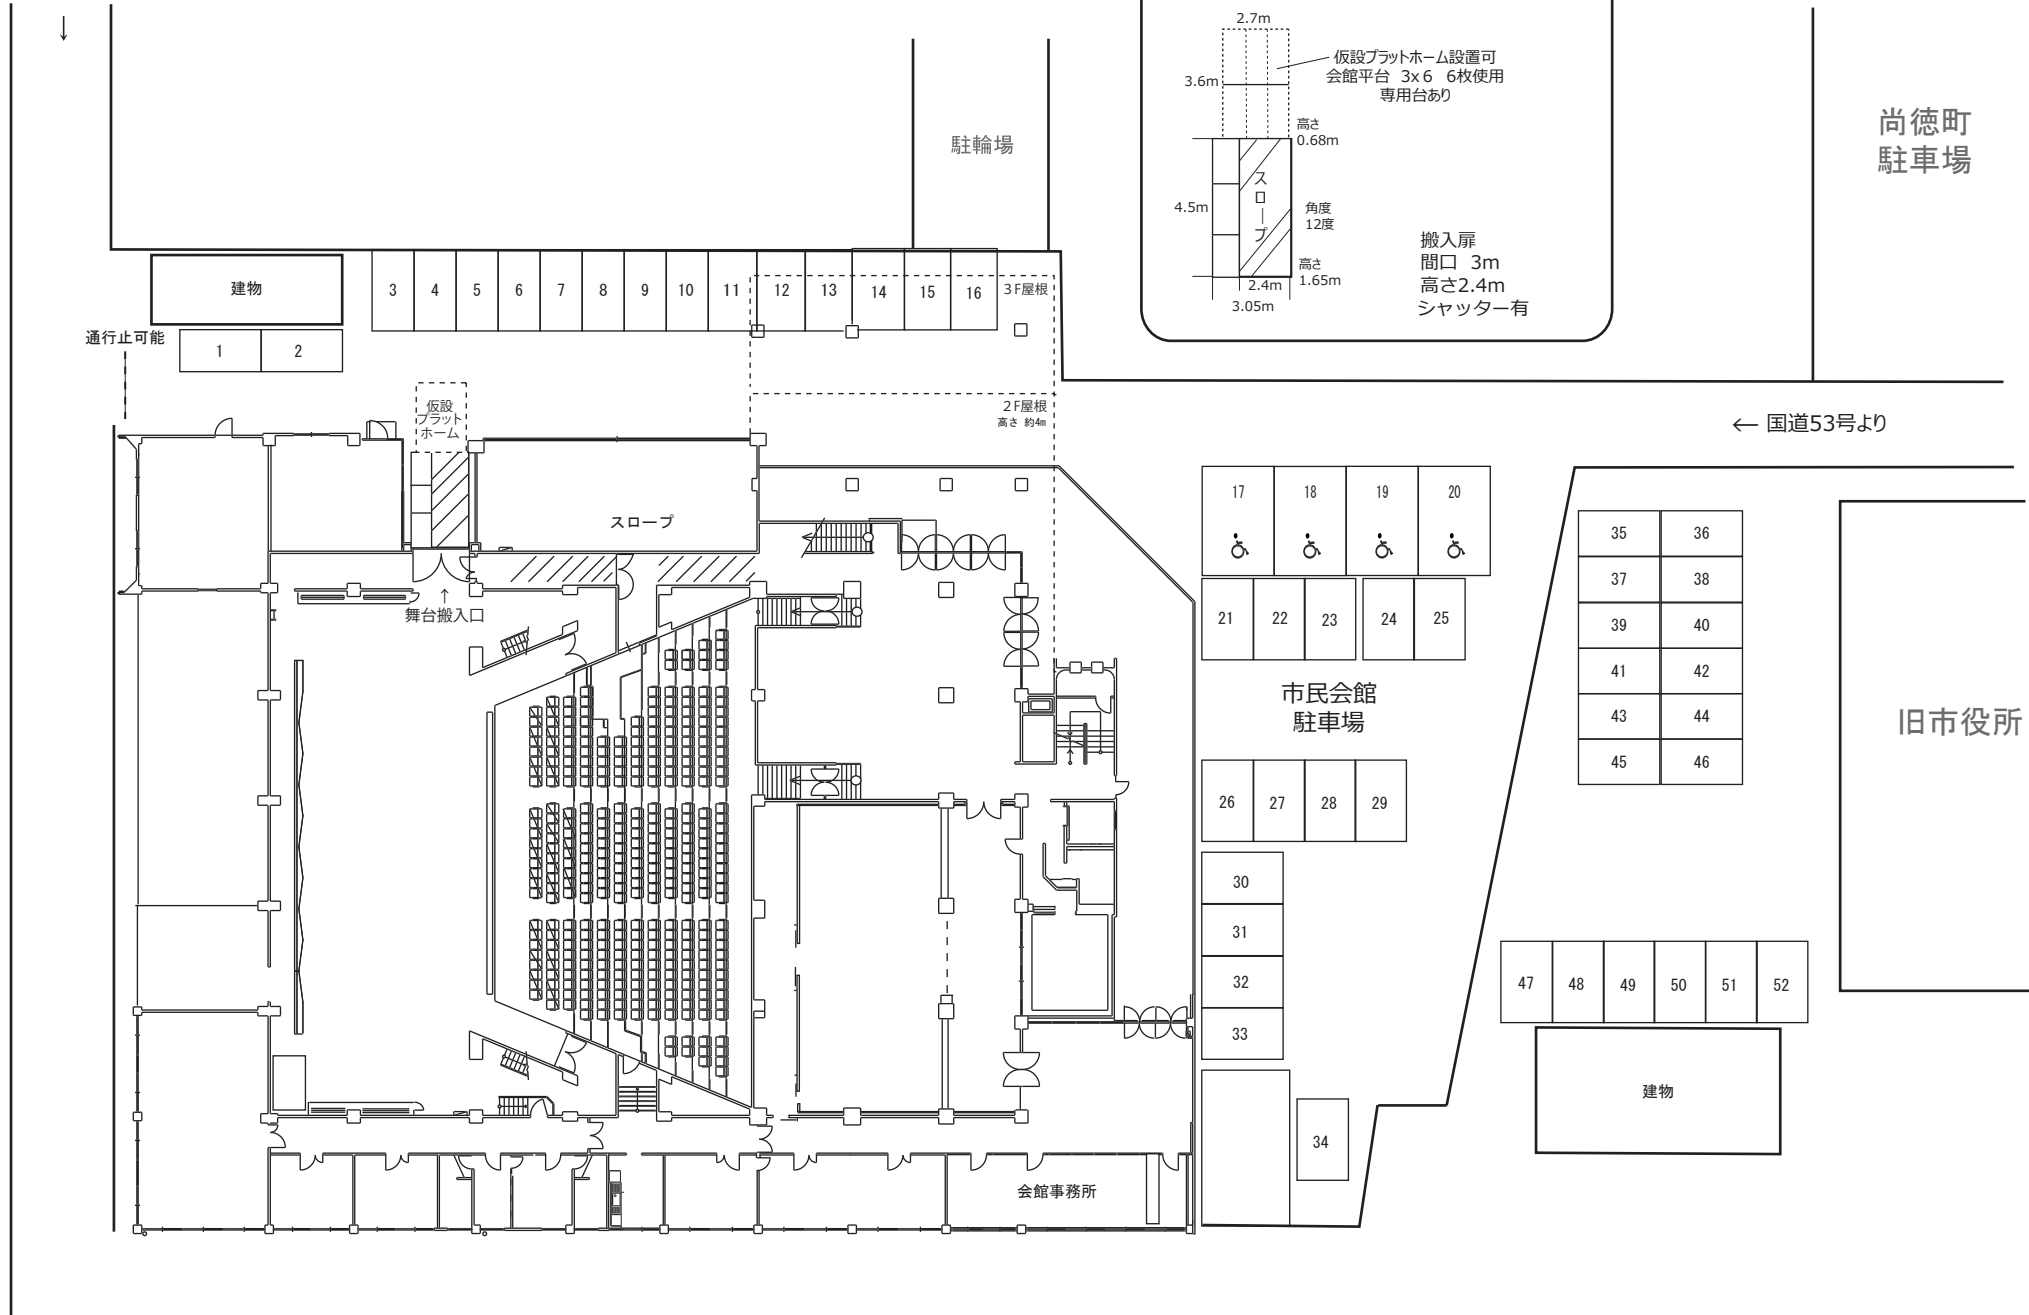 ↓
2.7m
仮設プラットホーム設置可
会館平台 3x6 6枚使用
専用台あり
3.6m
高さ
0.68m
スロープ
4.5m
角度
12度
高さ
1.65m
2.4m
3.05m
搬入扉
間口 3m
高さ2.4m
シャッター有
尚徳町
駐車場
駐輪場
建物
3 4 5 6 7 8 9 10 11 12 13 14 15 16
3F屋根
通行止可能
1 2
仮設
プラット
ホーム
2F屋根
高さ 約4m
← 国道53号より
スロープ
↑
舞台搬入口
17 18 19 20
21 22 23 24 25
市民会館
駐車場
26 27 28 29
30
31
32
33
34
35 36
37 38
39 40
41 42
43 44
45 46
旧市役所
47 48 49 50 51 52
建物
会館事務所